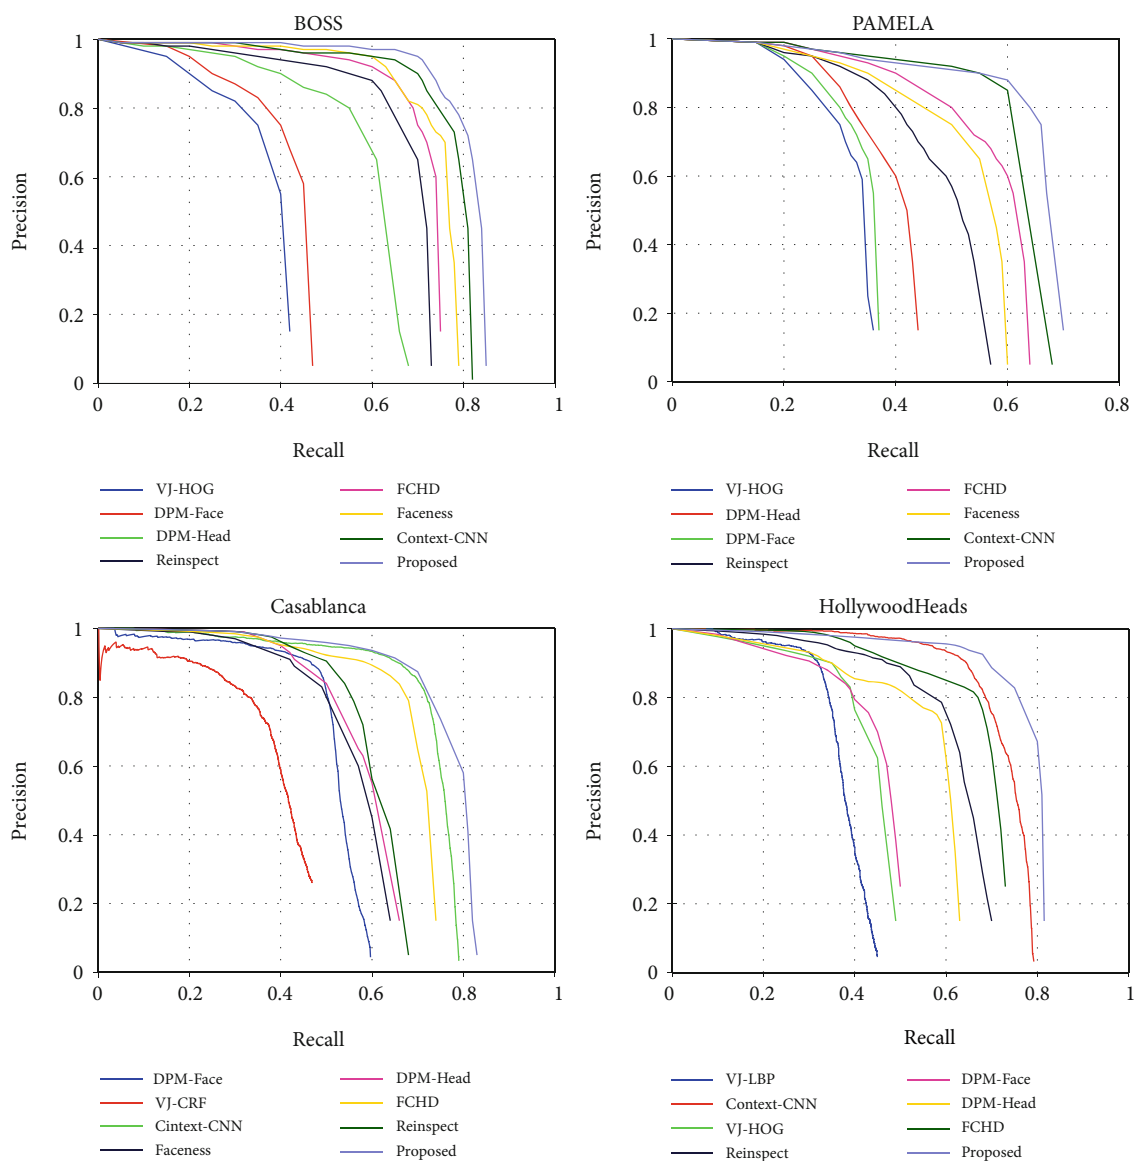 BOSS
1
0.8
0.6
0.4
0.2
0
0
0.2
0.4
0.6
0.8
1
Precision
Recall
VJ-HOG
DPM-Face
DPM-Head
Reinspect
FCHD
Faceness
Context-CNN
Proposed
PAMELA
1
0.8
0.6
0.4
0.2
0
0
0.2
0.4
0.6
0.8
Precision
Recall
VJ-HOG
DPM-Head
DPM-Face
Reinspect
FCHD
Faceness
Context-CNN
Proposed
Casablanca
1
0.8
0.6
0.4
0.2
0
0
0.2
0.4
0.6
0.8
1
Precision
Recall
DPM-Face
VJ-CRF
Cintext-CNN
Faceness
DPM-Head
FCHD
Reinspect
Proposed
HollywoodHeads
1
0.8
0.6
0.4
0.2
0
0
0.2
0.4
0.6
0.8
1
Precision
Recall
VJ-LBP
Context-CNN
VJ-HOG
Reinspect
DPM-Face
DPM-Head
FCHD
Proposed